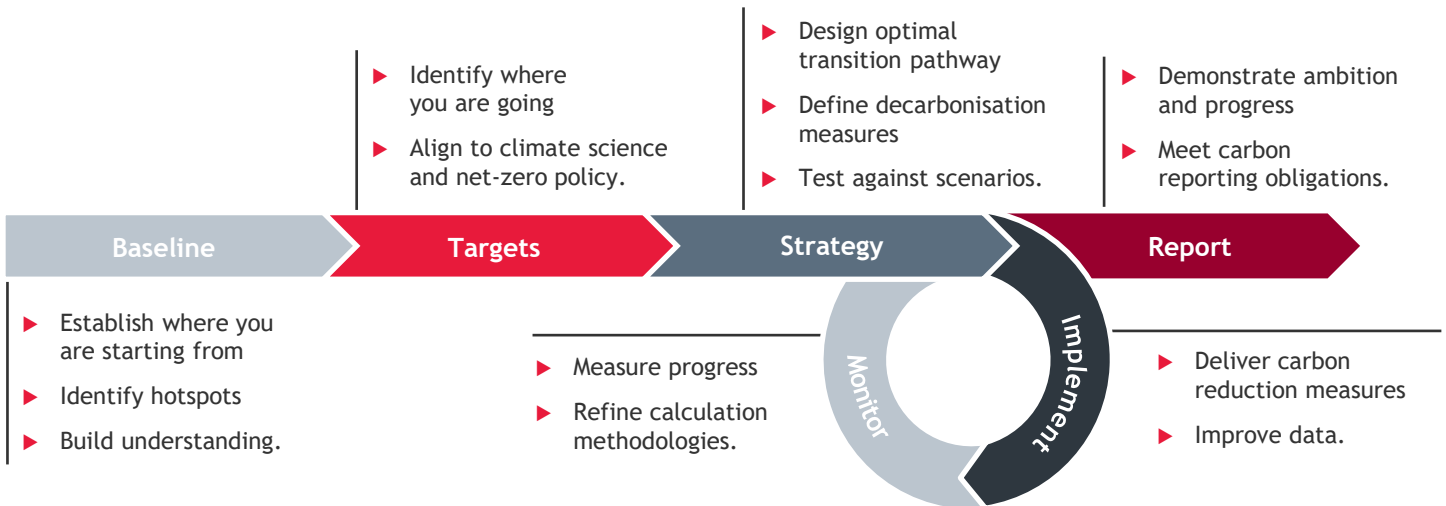 Identify where
you are going
Align to climate science
and net-zero policy.
Design optimal
transition pathway
Define decarbonisation
measures
Test against scenarios.
Demonstrate ambition
and progress
Meet carbon
reporting obligations.
Baseline
Targets
Strategy
Report
Establish where you
are starting from
Identify hotspots
Build understanding.
Measure progress
Refine calculation
methodologies.
Monitor
Implement
Deliver carbon
reduction measures
Improve data.